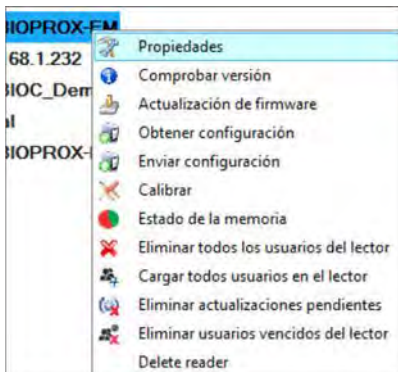 BIOPROX-EM
Propiedades
68.1.232
Comprobar versión
BIOC_Dem
Actualización de firmware
Obtener configuración
BIOPROX-
Enviar configuración
Calibrar
Estado de la memoria
Eliminar todos los usuarios del lector
Cargar todos usuarios en el lector
Eliminar actualizaciones pendientes
Eliminar usuarios vencidos del lector
Delete reader